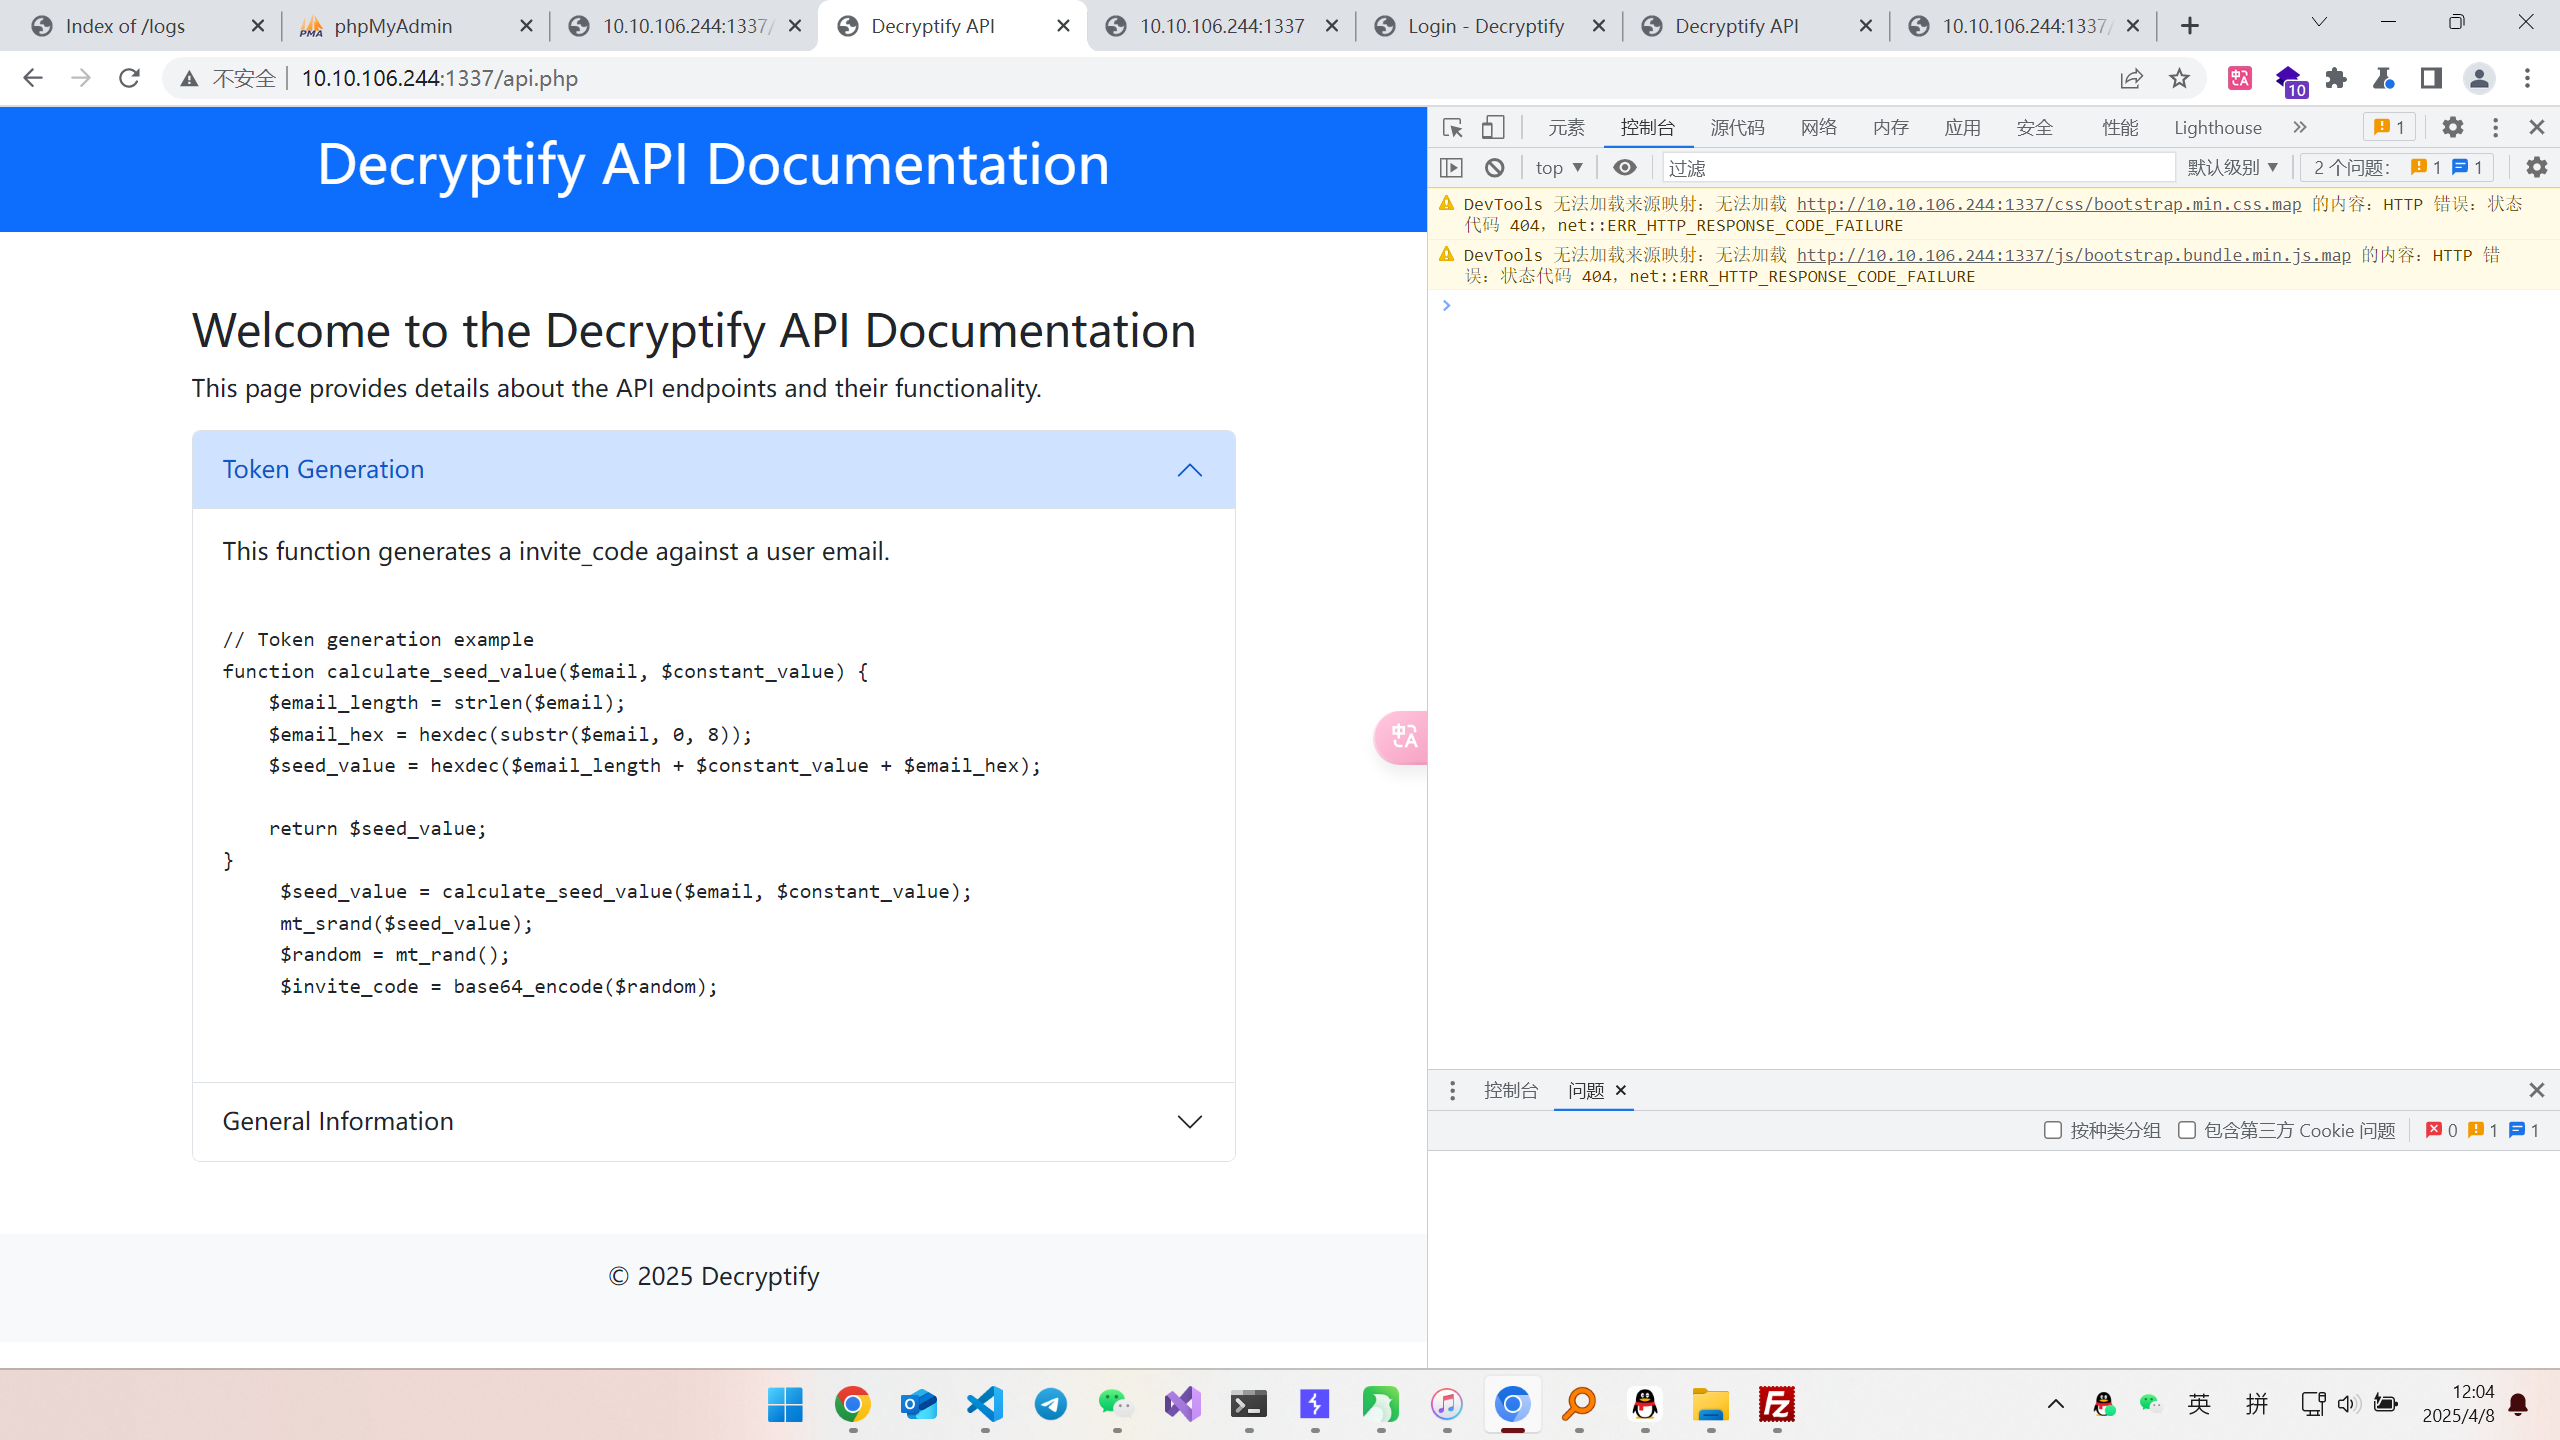 Index of /logs
phpMyAdmin
10.10.106.244:1337/
Decryptify API
10.10.106.244:1337
Login - Decryptify
Decryptify API
10.10.106.244:1337/
不安全
10.10.106.244:1337/api.php
10
Decryptify API Documentation
Welcome to the Decryptify API Documentation
This page provides details about the API endpoints and their functionality.
Token Generation
This function generates a invite_code against a user email.
// Token generation example
function calculate_seed_value($email, $constant_value) {
    $email_length = strlen($email);
    $email_hex = hexdec(substr($email, 0, 8));
    $seed_value = hexdec($email_length + $constant_value + $email_hex);
    return $seed_value;
}
     $seed_value = calculate_seed_value($email, $constant_value);
     mt_srand($seed_value);
     $random = mt_rand();
     $invite_code = base64_encode($random);
General Information
© 2025 Decryptify
中A
元素 控制台 源代码 网络 内存 应用 安全 性能 Lighthouse » 1
top ▼ 过滤 默认级别 ▼ 2 个问题: 1 1
DevTools 无法加载来源映射：无法加载 http://10.10.106.244:1337/css/bootstrap.min.css.map 的内容：HTTP 错误：状态
代码 404，net::ERR_HTTP_RESPONSE_CODE_FAILURE
DevTools 无法加载来源映射：无法加载 http://10.10.106.244:1337/js/bootstrap.bundle.min.js.map 的内容：HTTP 错
误：状态代码 404，net::ERR_HTTP_RESPONSE_CODE_FAILURE
控制台 问题
按种类分组 包含第三方 Cookie 问题 0 1 1
英 拼
12:04
2025/4/8